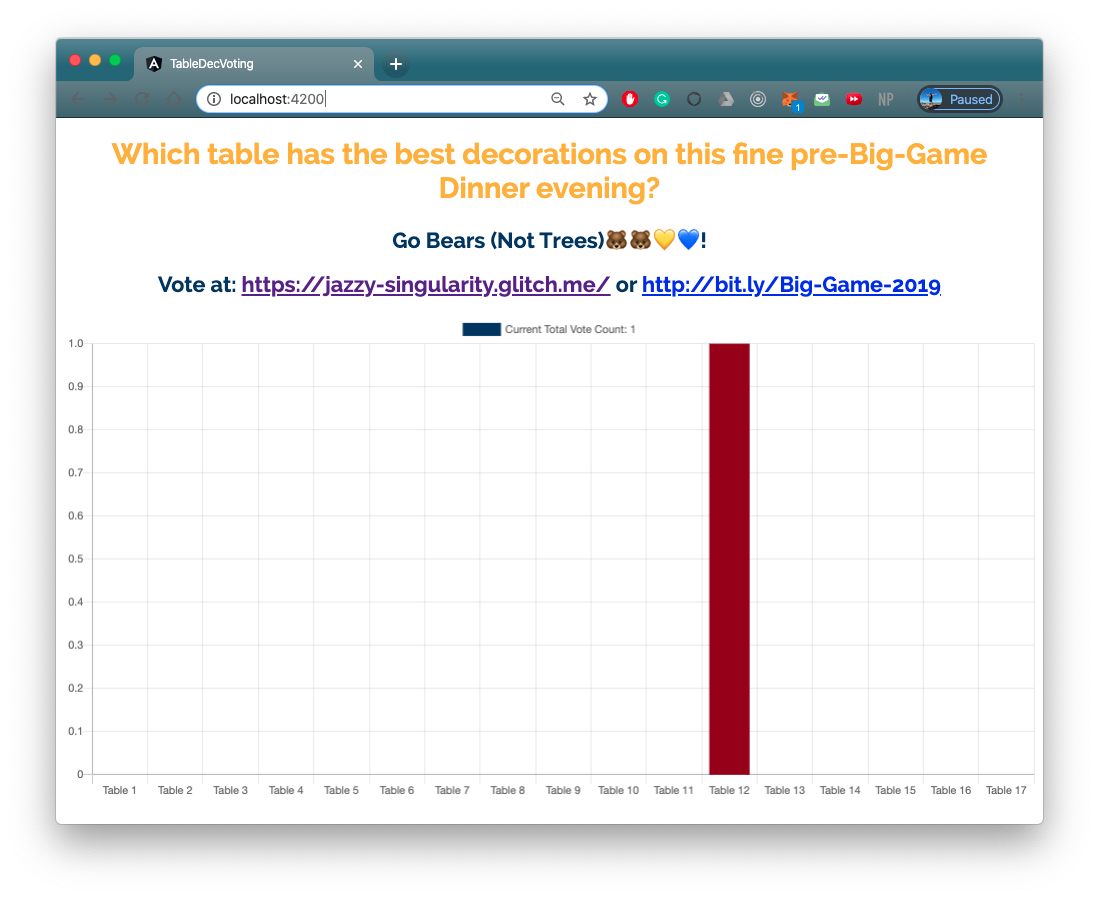 TableDecVoting
localhost:4200
1
NP
Paused
Which table has the best decorations on this fine pre-Big-Game
Dinner evening?
Go Bears (Not Trees)🐻🐻💛💙!
Vote at: https://jazzy-singularity.glitch.me/ or http://bit.ly/Big-Game-2019
Current Total Vote Count: 1
1.0
0.9
0.8
0.7
0.6
0.5
0.4
0.3
0.2
0.1
0
Table 1 Table 2 Table 3 Table 4 Table 5 Table 6 Table 7 Table 8 Table 9 Table 10 Table 11 Table 12 Table 13 Table 14 Table 15 Table 16 Table 17